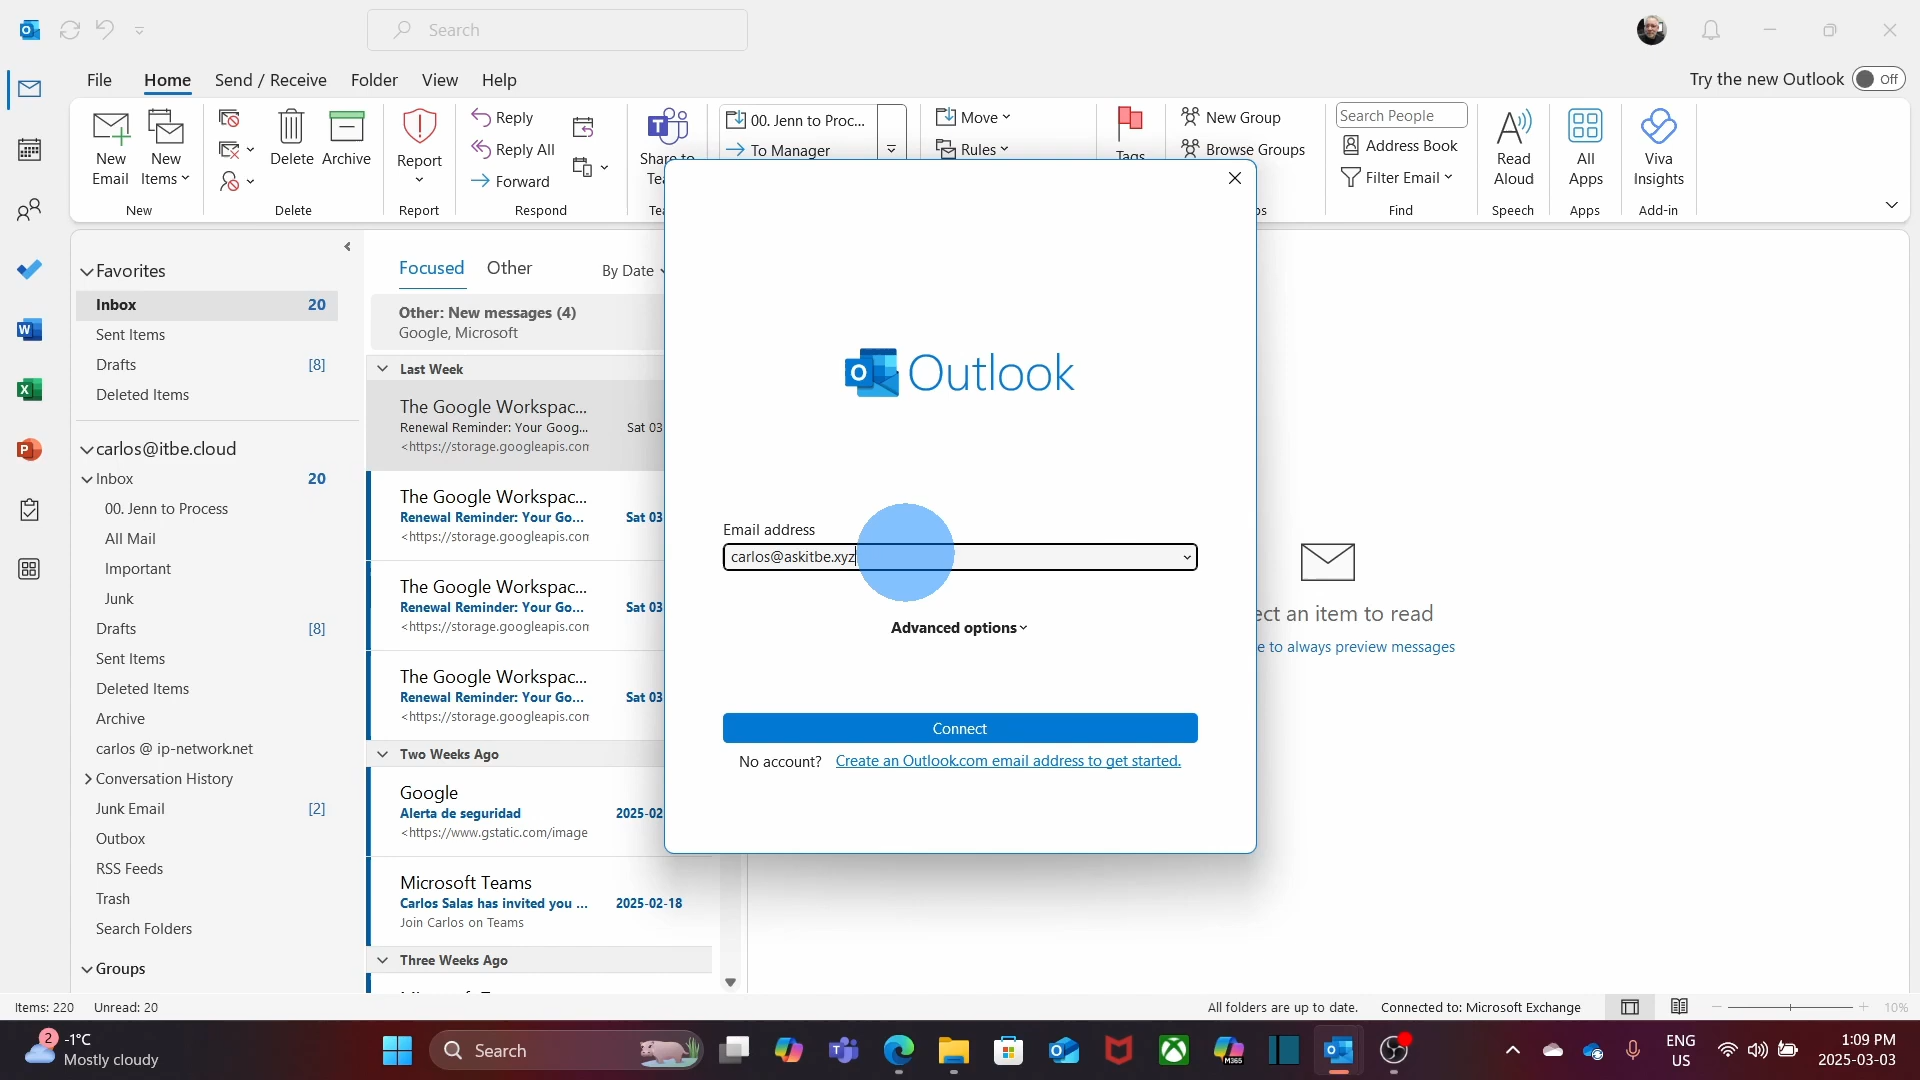 Search
File
Home
Send / Receive
Folder
View
Help
Try the new Outlook
Off
New
Email
New
Items
New
Delete
Archive
Delete
Report
Report
Reply
Reply All
Forward
Respond
Share to
00. Jenn to Proc...
To Manager
Move
Rules
Tags
New Group
Browse Groups
Search People
Address Book
Filter Email
Find
Read
Aloud
Speech
All
Apps
Apps
Viva
Insights
Add-in
Favorites
Inbox 20
Sent Items
Drafts [8]
Deleted Items
carlos@itbe.cloud
Inbox 20
00. Jenn to Process
All Mail
Important
Junk
Drafts [8]
Sent Items
Deleted Items
Archive
carlos @ ip-network.net
Conversation History
Junk Email [2]
Outbox
RSS Feeds
Trash
Search Folders
Groups
Focused
Other
By Date
Other: New messages (4)
Google, Microsoft
Last Week
The Google Workspac...
Renewal Reminder: Your Goog... Sat 03
<https://storage.googleapis.con
The Google Workspac...
Renewal Reminder: Your Go... Sat 03
<https://storage.googleapis.con
The Google Workspac...
Renewal Reminder: Your Go... Sat 03
<https://storage.googleapis.con
The Google Workspac...
Renewal Reminder: Your Go... Sat 03
<https://storage.googleapis.con
Two Weeks Ago
Google
Alerta de seguridad 2025-02
<https://www.gstatic.com/image
Microsoft Teams
Carlos Salas has invited you ... 2025-02-18
Join Carlos on Teams
Three Weeks Ago
Outlook
Email address
carlos@askitbe.xyz
Advanced options
Connect
No account? Create an Outlook.com email address to get started.
ect an item to read
e to always preview messages
Items: 220
Unread: 20
All folders are up to date.
Connected to: Microsoft Exchange
10%
2
-1°C
Mostly cloudy
Search
M365
ENG
US
1:09 PM
2025-03-03